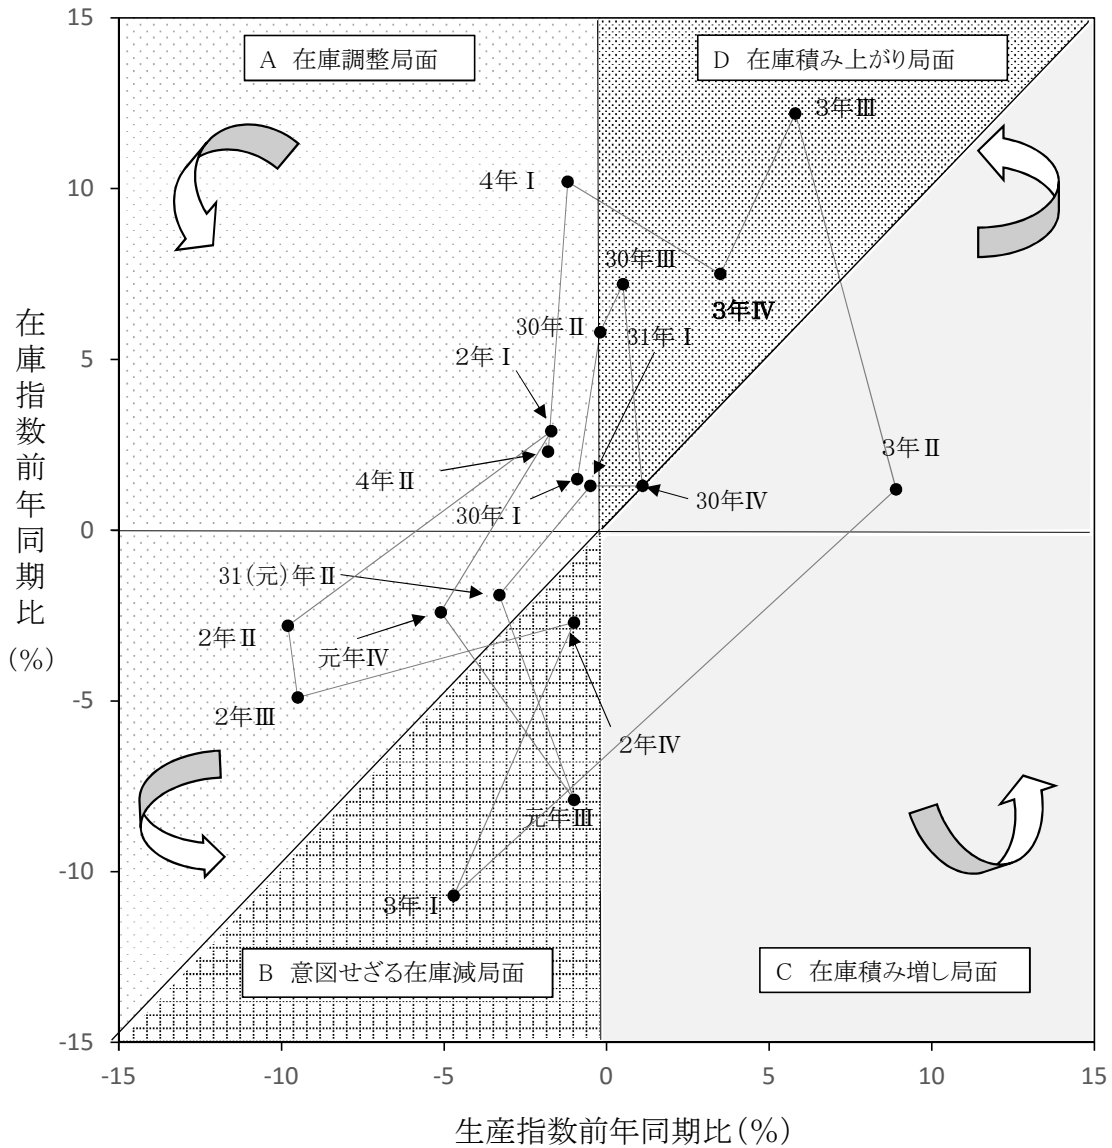 15
A 在庫調整局面
D 在庫積み上がり局面
3年Ⅲ
10
4年Ⅰ
30年Ⅲ
3年Ⅳ
30年Ⅱ
31年Ⅰ
2年Ⅰ
5
3年Ⅱ
4年Ⅱ
30年Ⅳ
30年Ⅰ
0
31(元)年Ⅱ
2年Ⅱ
元年Ⅳ
-5
2年Ⅲ
2年Ⅳ
元年Ⅲ
-10
3年Ⅰ
B 意図せざる在庫減局面
C 在庫積み増し局面
-15
-15
-10
-5
0
5
10
15
在庫指数前年同期比(%)
生産指数前年同期比(%)